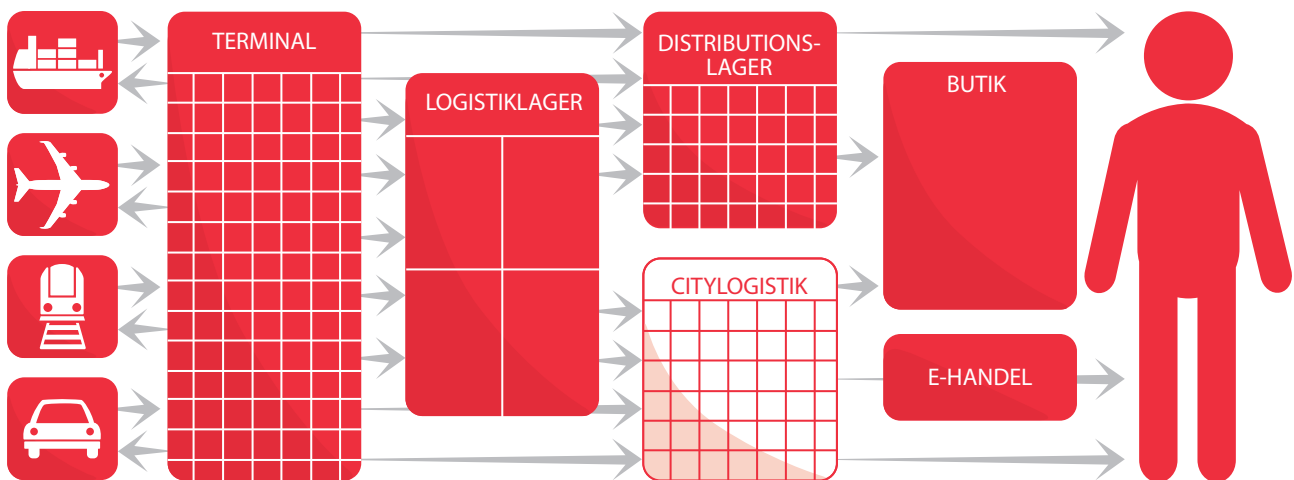 TERMINAL
LOGISTIKLAGER
DISTRIBUTIONS-
LAGER
CITYLOGISTIK
BUTIK
E-HANDEL